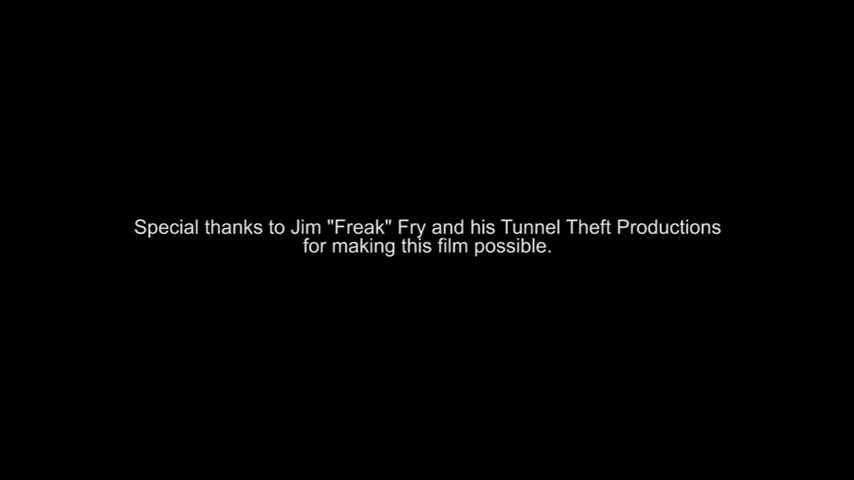 Special thanks to Jim "Freak" Fry and his Tunnel Theft Productions
for making this film possible.